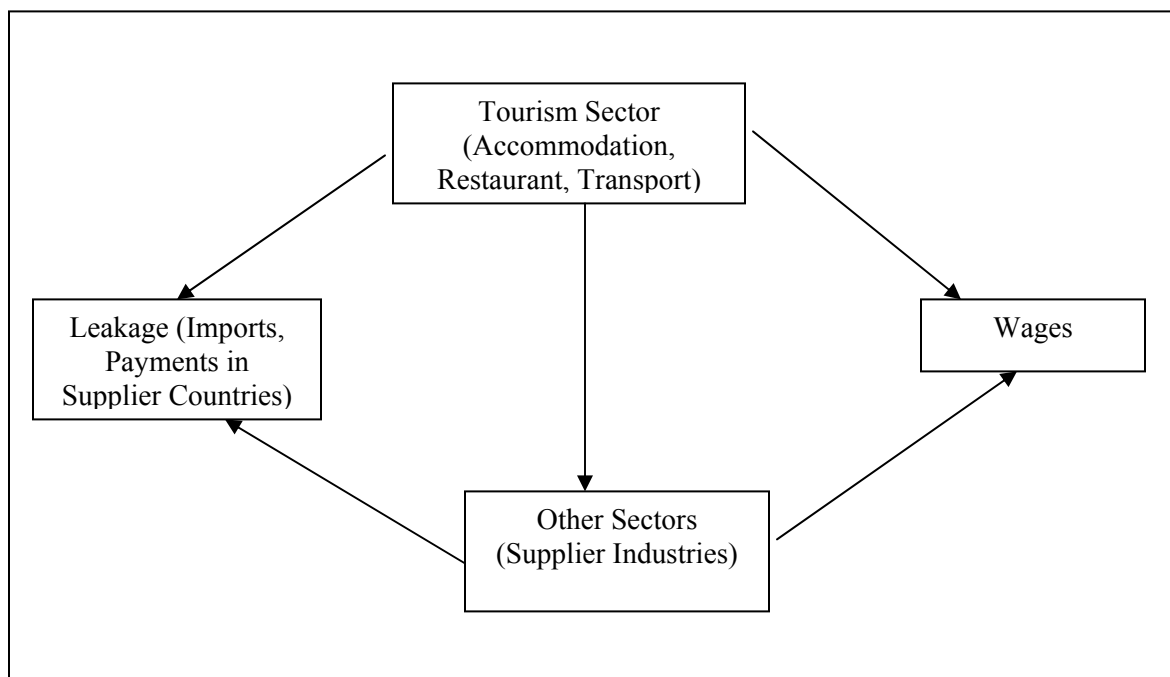 Tourism Sector
(Accommodation,
Restaurant, Transport)
Leakage (Imports,
Payments in
Supplier Countries)
Wages
Other Sectors
(Supplier Industries)